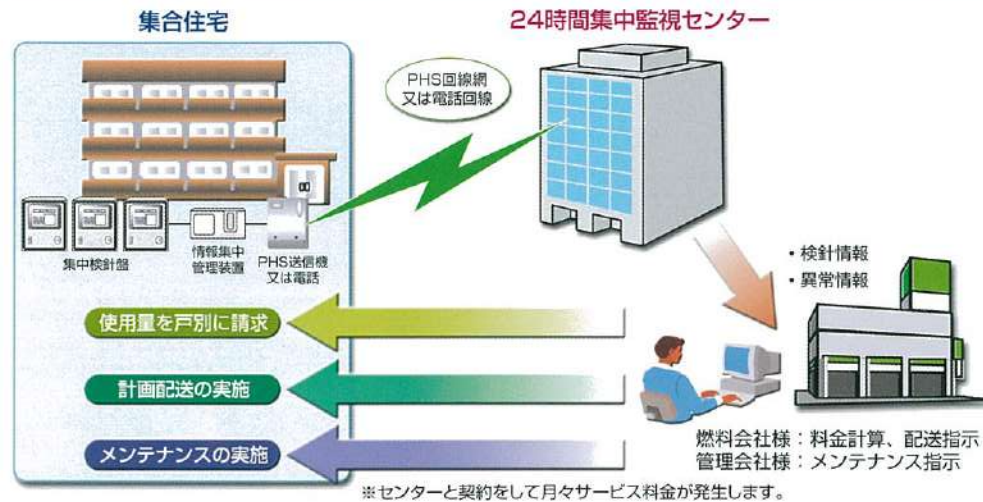 集合住宅
24時間集中監視センター
PHS回線網
又は電話回線
集中検針盤
情報集中
管理装置
PHS送信機
又は電話
・検針情報
・異常情報
使用量を戸別に請求
計画配送の実施
メンテナンスの実施
燃料会社様：料金計算、配送指示
管理会社様：メンテナンス指示
※センターと契約をして月々サービス料金が発生します。